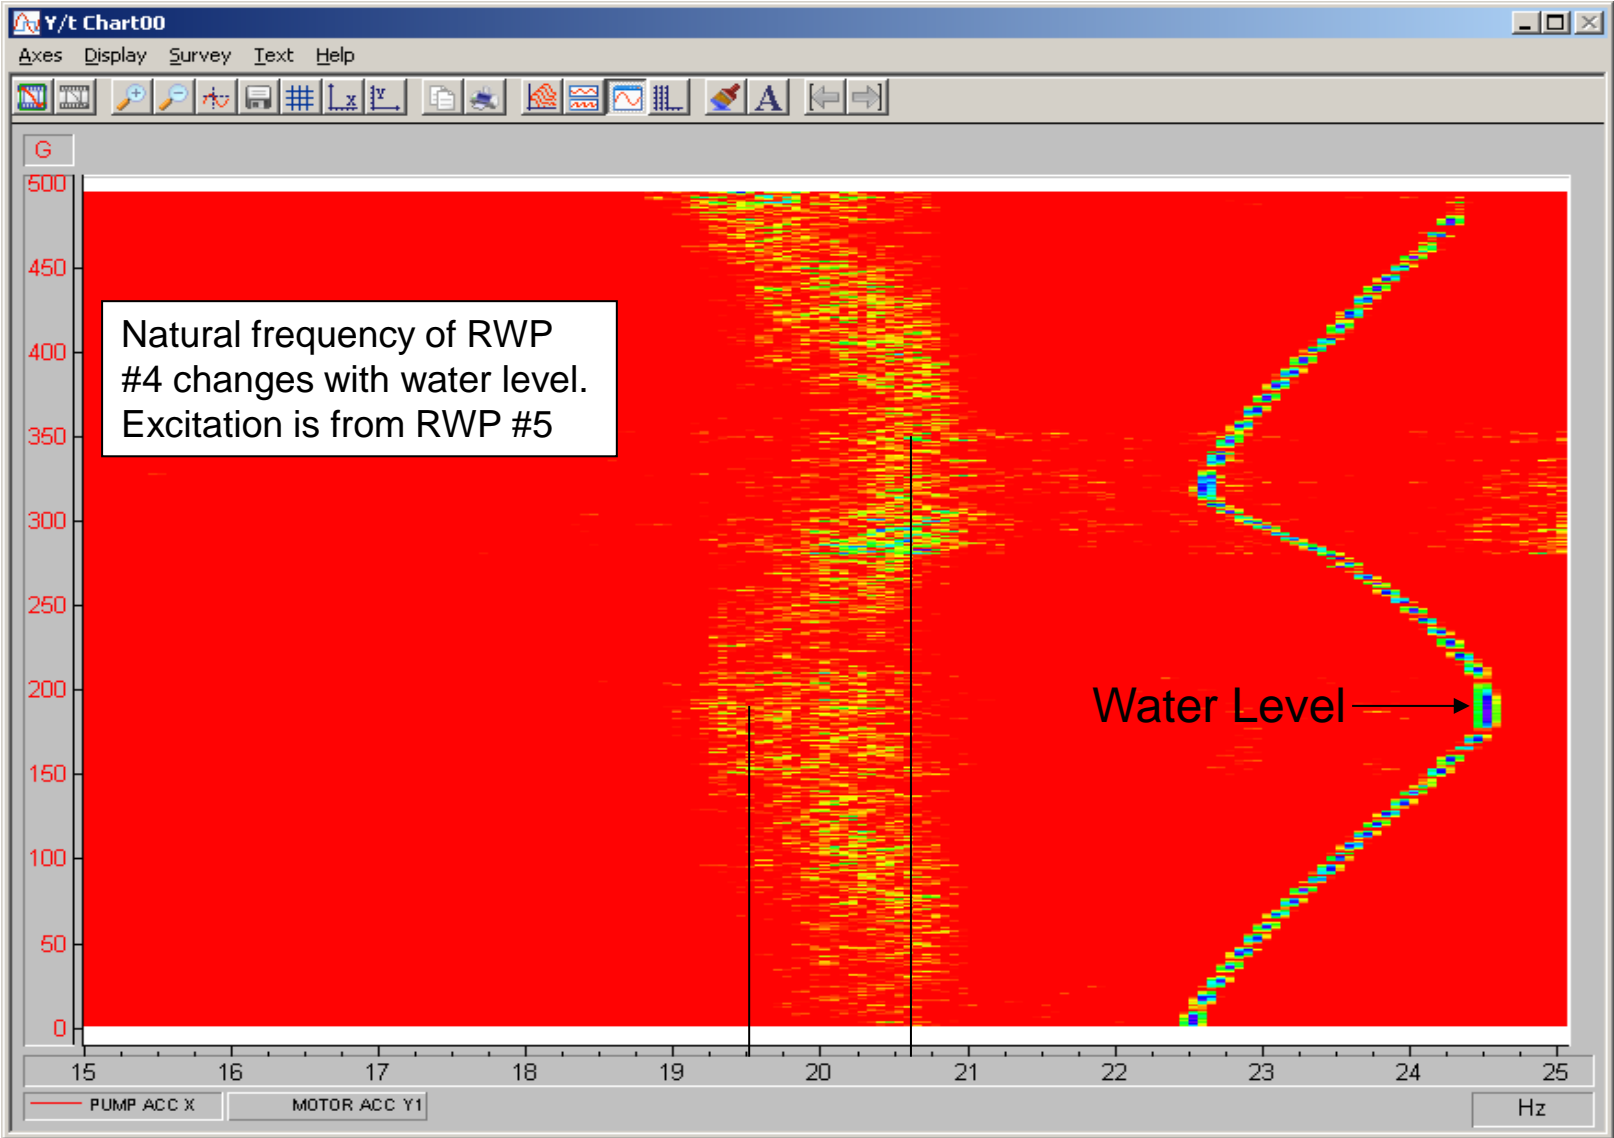 Y/t Chart00
Axes Display Survey Text Help
G
500
450
400
350
300
250
200
150
100
50
0
Natural frequency of RWP
#4 changes with water level.
Excitation is from RWP #5
Water Level
15 16 17 18 19 20 21 22 23 24 25
PUMP ACC X MOTOR ACC Y1 Hz